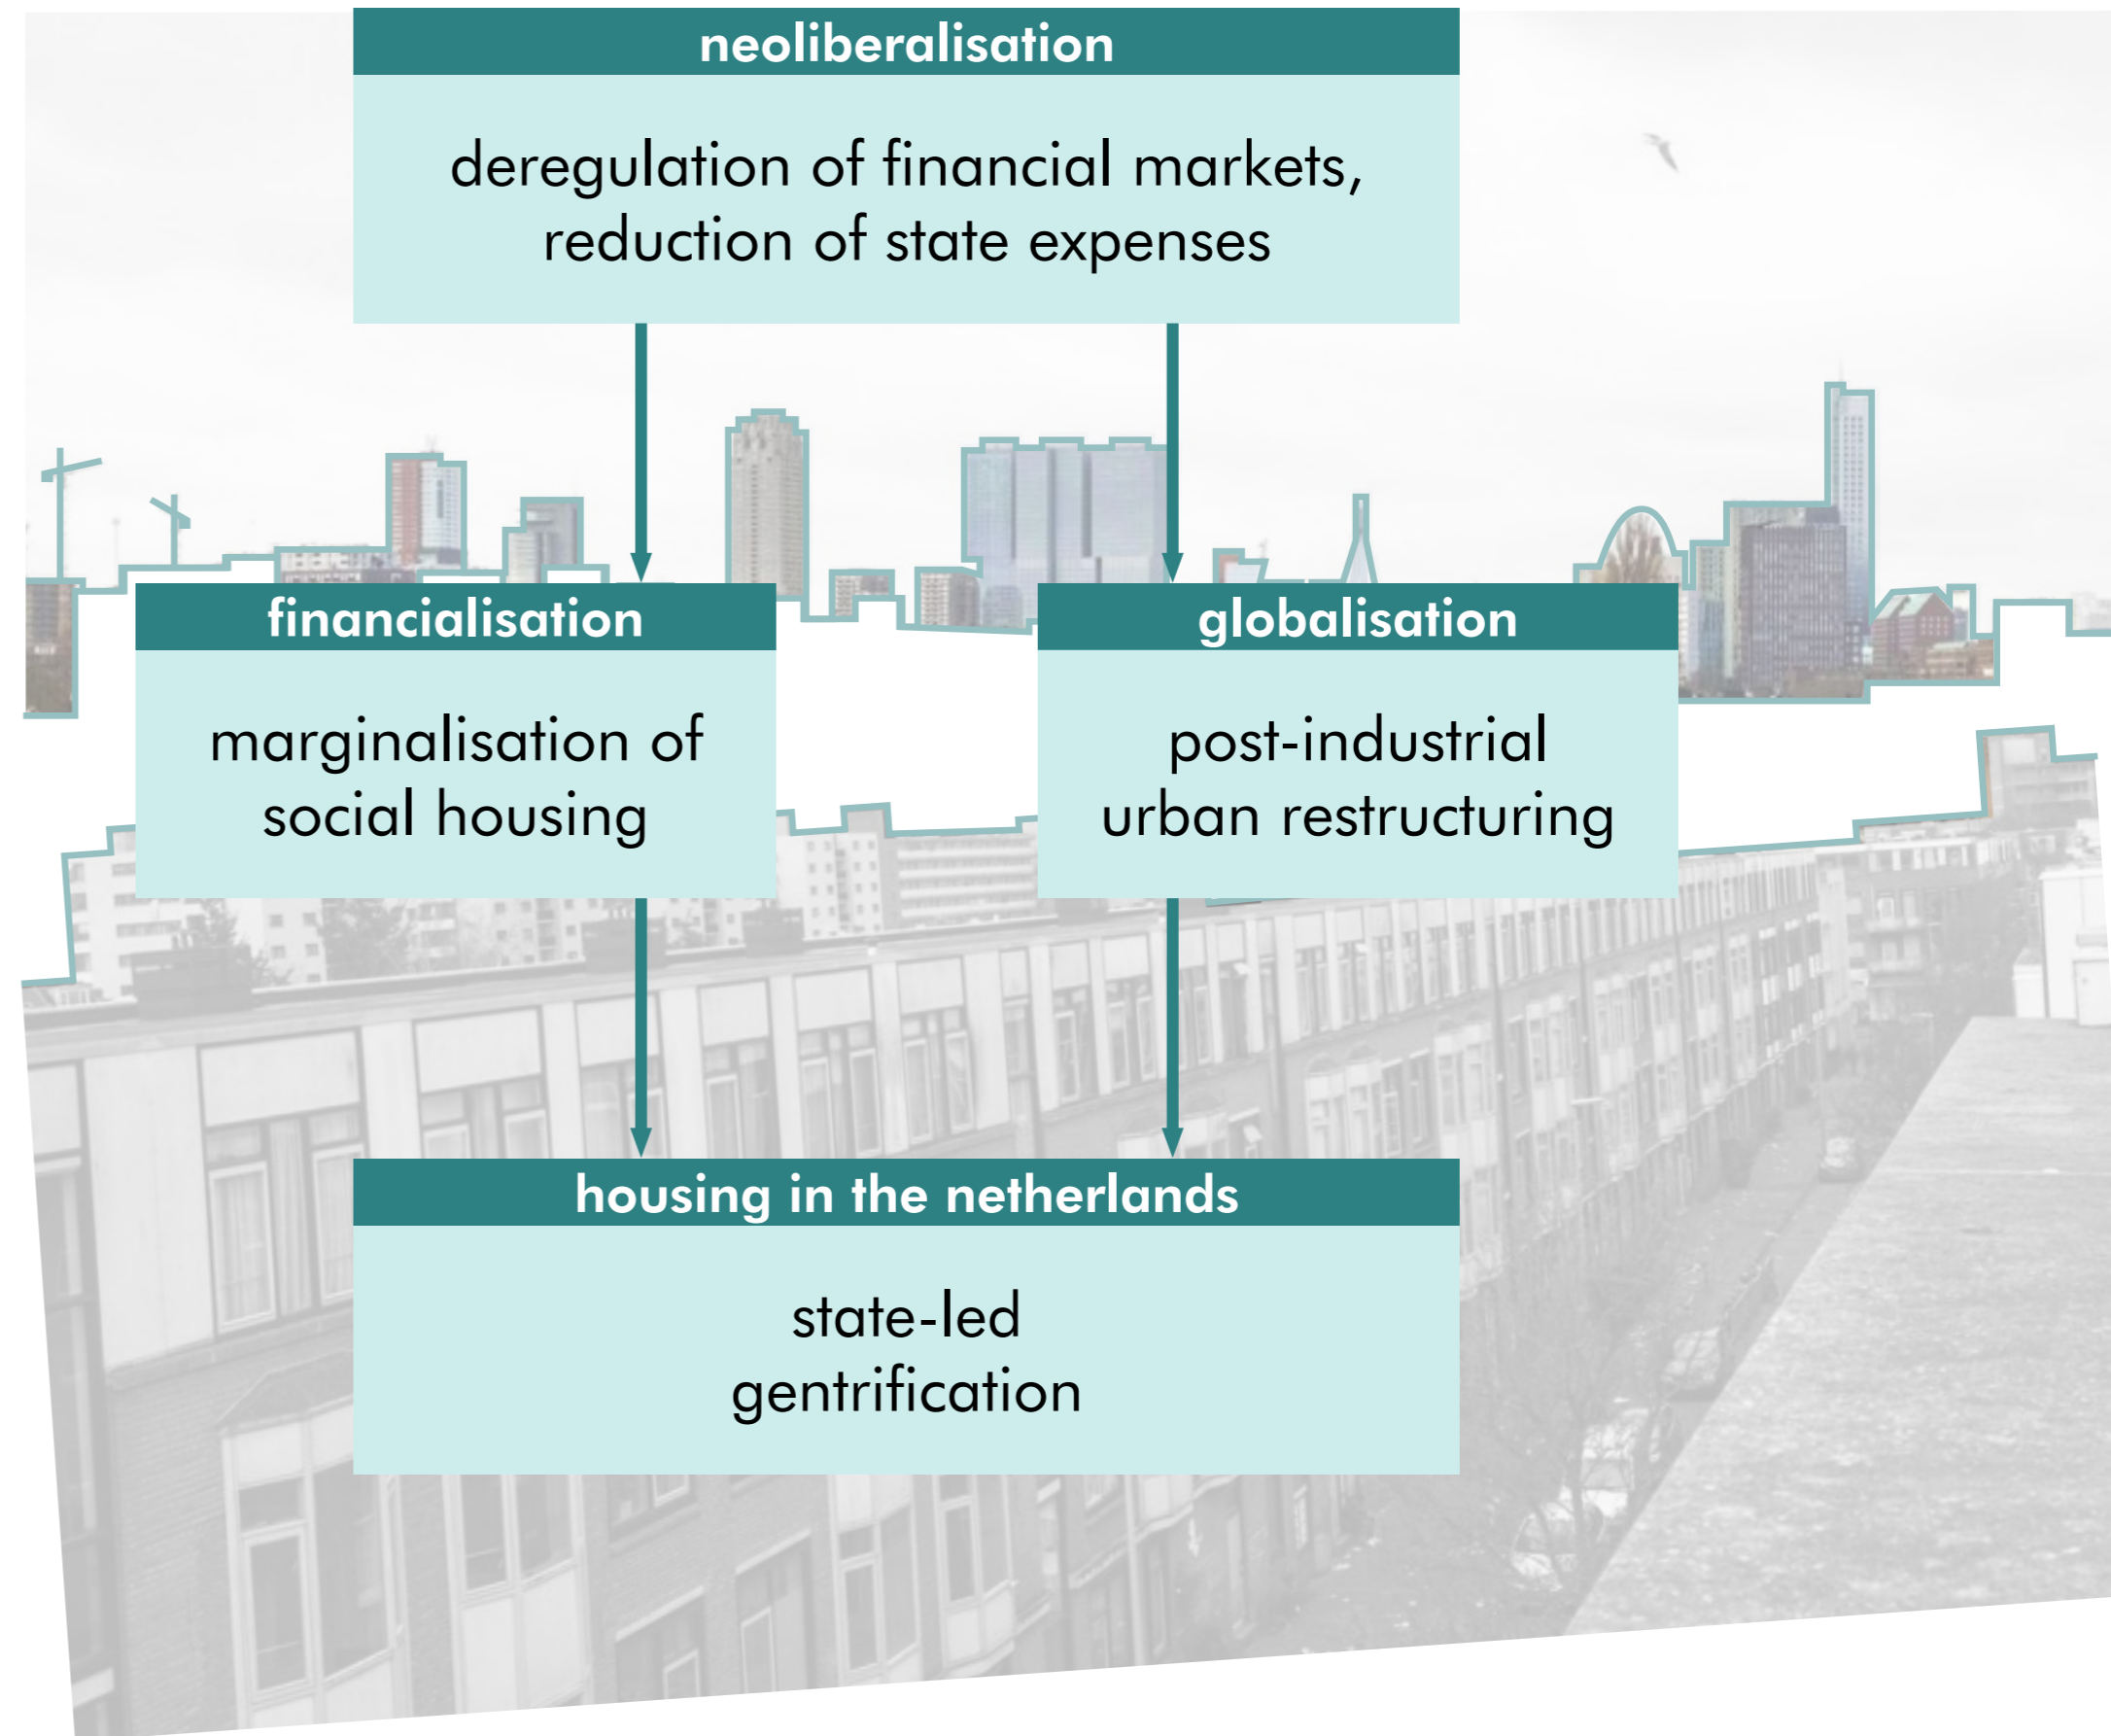 neoliberalisation
deregulation of financial markets,
reduction of state expenses
financialisation
marginalisation of
social housing
globalisation
post-industrial
urban restructuring
housing in the netherlands
state-led
gentrification